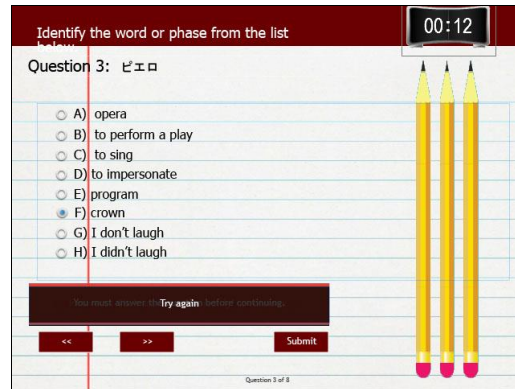 Identify the word or phase from the list
below
00:12
Question 3: ピエロ
A) opera
B) to perform a play
C) to sing
D) to impersonate
E) program
F) crown
G) I don't laugh
H) I didn't laugh
You must answer the before continuing.
Try again
<<
>>
Submit
Question 3 of 8